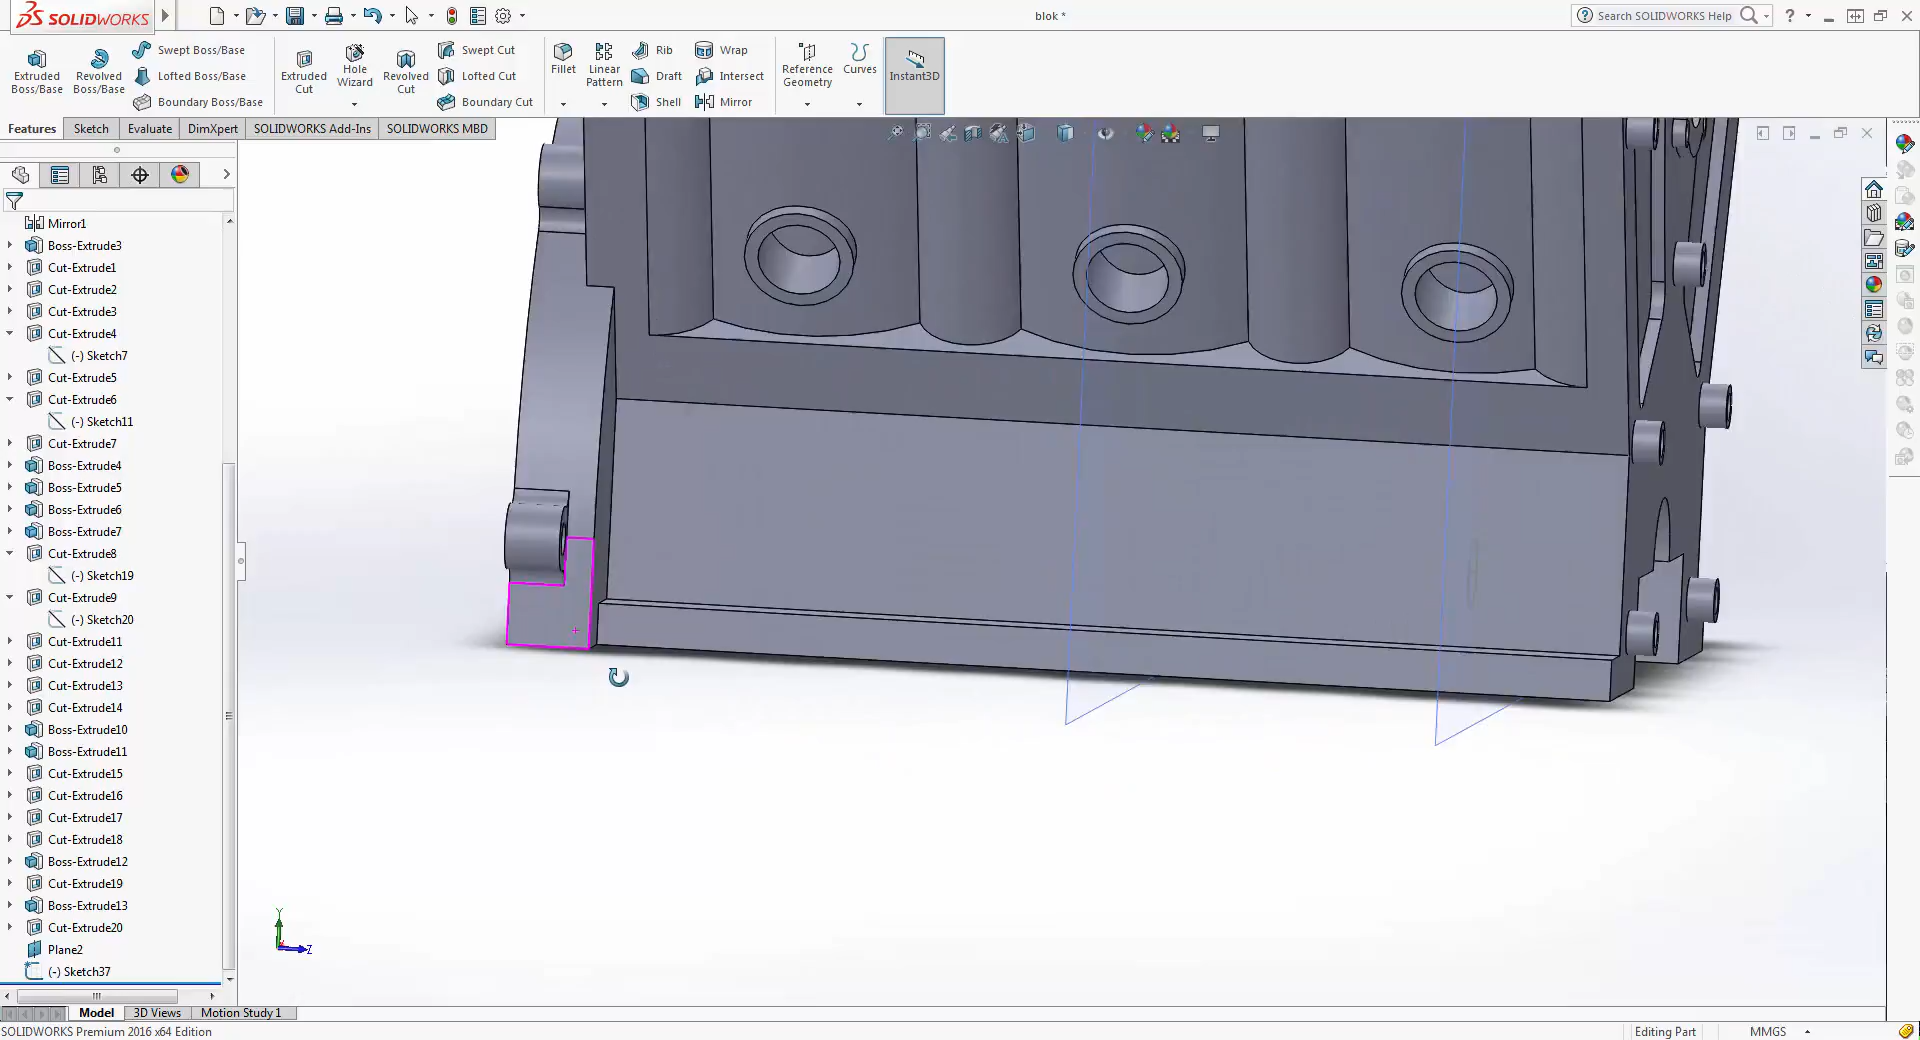 SOLIDWORKS
blok *
Search SOLIDWORKS Help
?
Extruded Boss/Base
Revolved Boss/Base
Swept Boss/Base
Lofted Boss/Base
Boundary Boss/Base
Extruded Cut
Hole Wizard
Revolved Cut
Swept Cut
Lofted Cut
Boundary Cut
Fillet
Linear Pattern
Rib
Draft
Shell
Wrap
Intersect
Mirror
Reference Geometry
Curves
Instant3D
Features
Sketch
Evaluate
DimXpert
SOLIDWORKS Add-Ins
SOLIDWORKS MBD
Mirror1
Boss-Extrude3
Cut-Extrude1
Cut-Extrude2
Cut-Extrude3
Cut-Extrude4
(-) Sketch7
Cut-Extrude5
Cut-Extrude6
(-) Sketch11
Cut-Extrude7
Boss-Extrude4
Boss-Extrude5
Boss-Extrude6
Boss-Extrude7
Cut-Extrude8
(-) Sketch19
Cut-Extrude9
(-) Sketch20
Cut-Extrude11
Cut-Extrude12
Cut-Extrude13
Cut-Extrude14
Boss-Extrude10
Boss-Extrude11
Cut-Extrude15
Cut-Extrude16
Cut-Extrude17
Cut-Extrude18
Boss-Extrude12
Cut-Extrude19
Boss-Extrude13
Cut-Extrude20
Plane2
(-) Sketch37
Y
Z
Model
3D Views
Motion Study 1
SOLIDWORKS Premium 2016 x64 Edition
Editing Part
MMGS